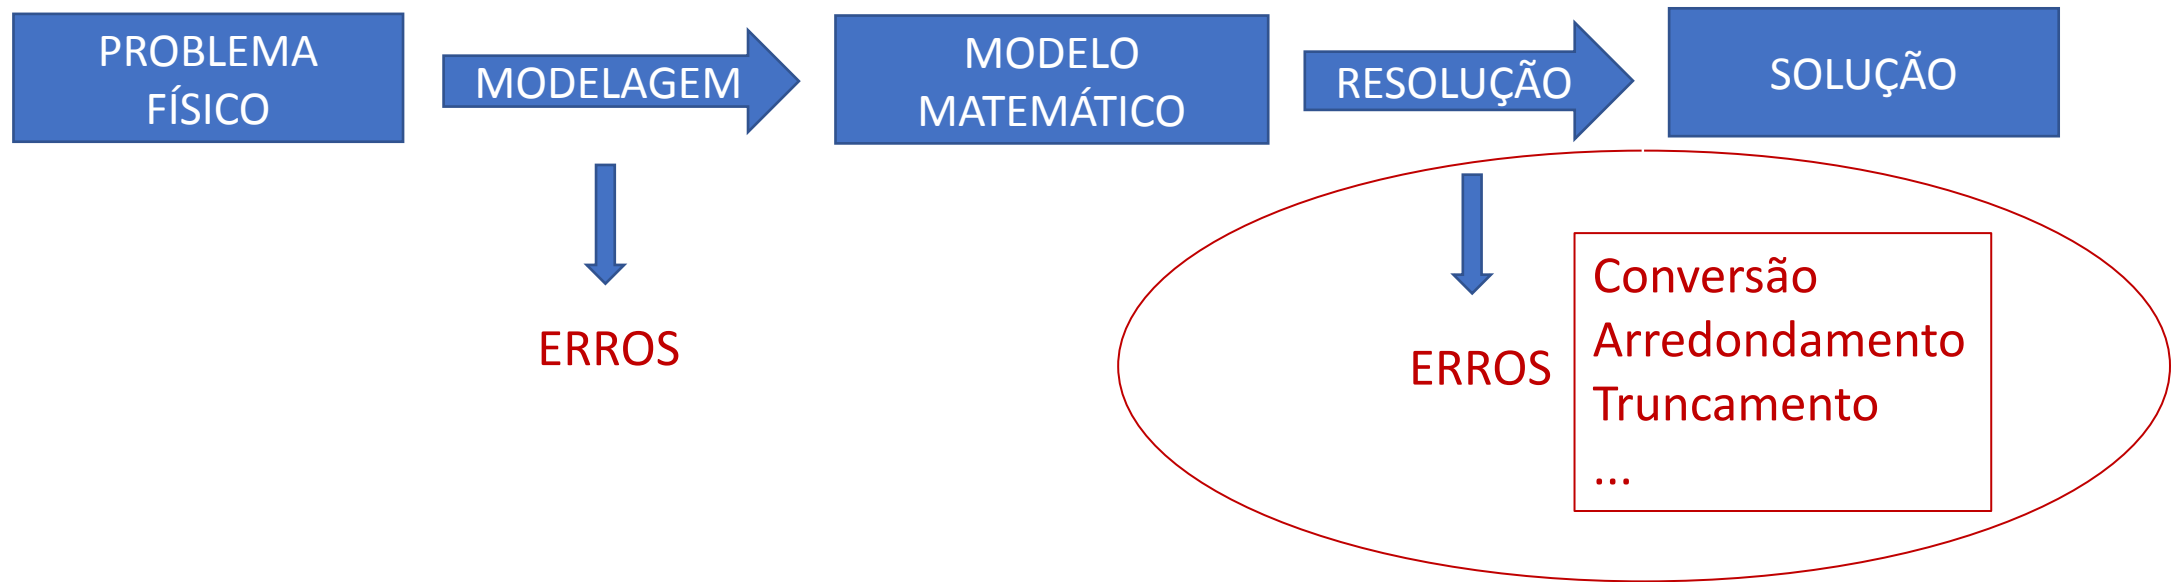 PROBLEMA
FÍSICO
MODELAGEM
MODELO
MATEMÁTICO
RESOLUÇÃO
SOLUÇÃO
ERROS
ERROS
Conversão
Arredondamento
Truncamento
...